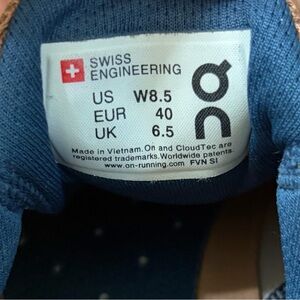 SWISS
ENGINEERING
US W8.5
EUR 40
UK 6.5
Made in Vietnam. On and CloudTec are
registered trademarks. Worldwide patents.
www.on-running.com FVN SI